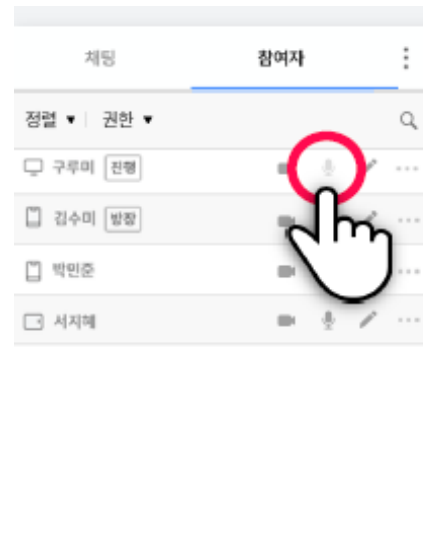 채팅 참여자
정렬 ▼ 권한 ▼
구루미 진행
김수미 방장
박민준
서지혜